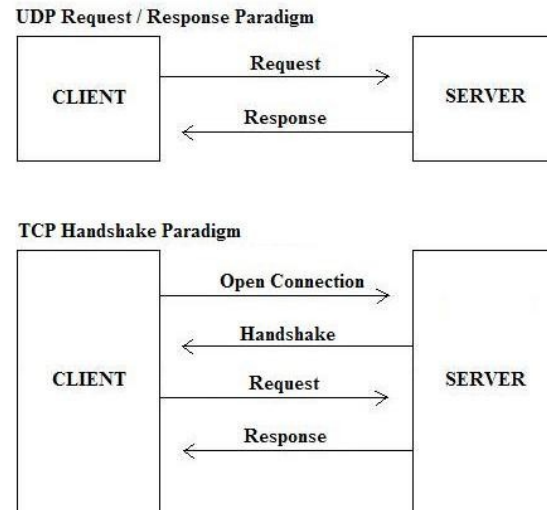 UDP Request / Response Paradigm
Request
CLIENT
SERVER
Response
TCP Handshake Paradigm
Open Connection
Handshake
CLIENT
Request
SERVER
Response